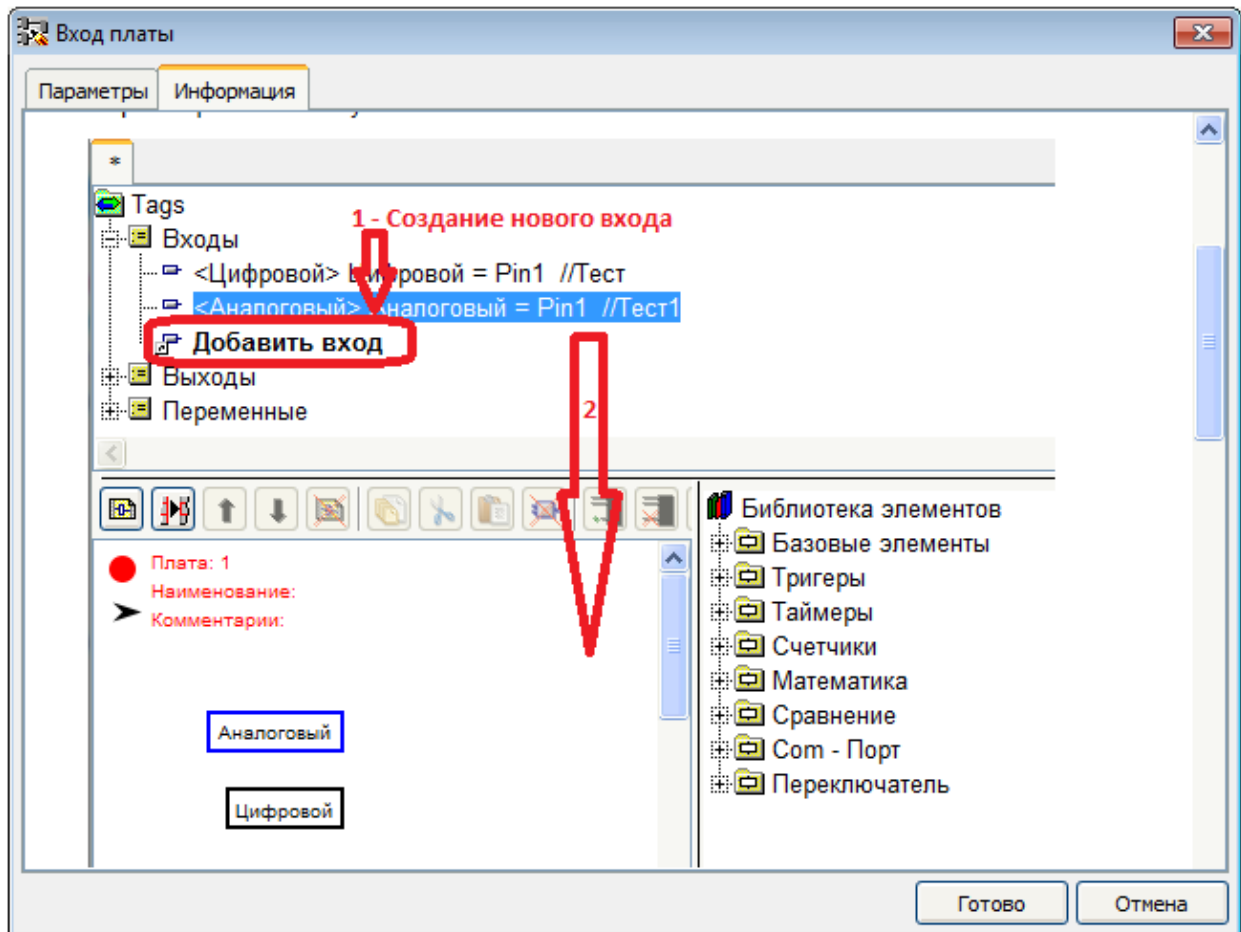 Вход платы
Параметры
Информация
*
Tags
1 - Создание нового входа
Входы
<Цифровой> Цифровой = Pin1 //Тест
<Аналоговый> Аналоговый = Pin1 //Тест1
Добавить вход
Выходы
Переменные
2
Плата: 1
Наименование:
Комментарии:
Аналоговый
Цифровой
Библиотека элементов
Базовые элементы
Тригеры
Таймеры
Счетчики
Математика
Сравнение
Com - Порт
Переключатель
Готово
Отмена